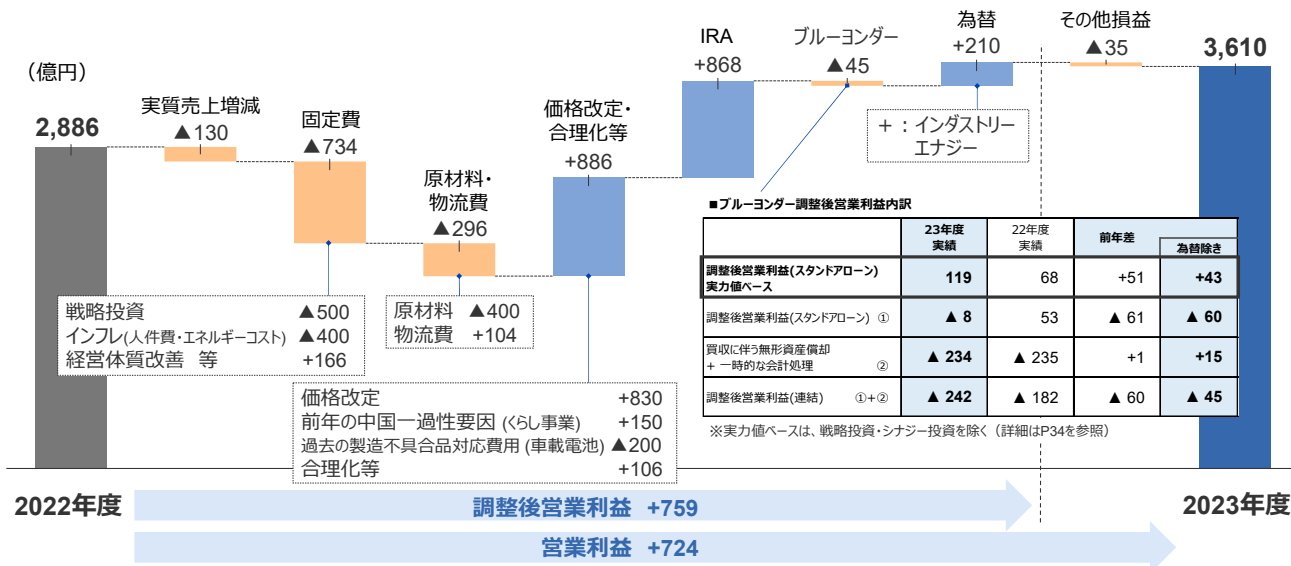 （億円）
2,886
実質売上増減
▲130
固定費
▲734
原材料・
物流費
▲296
価格改定・
合理化等
+886
IRA
+868
ブルーヨンダー
▲45
為替
+210
その他損益
▲35
3,610
＋：インダストリー
エナジー
戦略投資 ▲500
インフレ(人件費・エネルギーコスト) ▲400
経営体質改善 等 +166
原材料 ▲400
物流費 +104
価格改定 +830
前年の中国一過性要因 (くらし事業) +150
過去の製造不具合品対応費用 (車載電池) ▲200
合理化等 +106
■ブルーヨンダー調整後営業利益内訳
23年度 22年度 前年差
実績 実績 為替除き
調整後営業利益(スタンドアローン)
実力値ベース 119 68 +51 +43
調整後営業利益(スタンドアローン) ① ▲ 8 53 ▲ 61 ▲ 60
買収に伴う無形資産償却
+ 一時的な会計処理 ② ▲ 234 ▲ 235 +1 +15
調整後営業利益(連結) ①+② ▲ 242 ▲ 182 ▲ 60 ▲ 45
※実力値ベースは、戦略投資・シナジー投資を除く（詳細はP34を参照）
2022年度
調整後営業利益 +759
2023年度
営業利益 +724